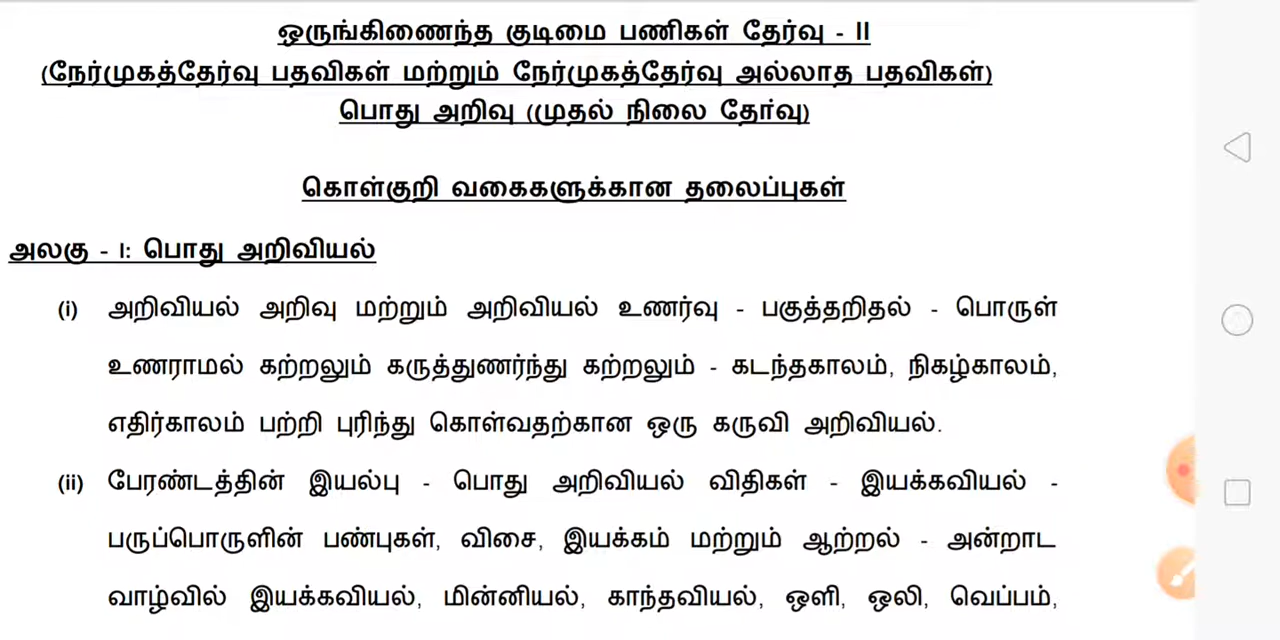 ஒருங்கிணைந்த குடிமை பணிகள் தேர்வு - II
(நேர்முகத்தேர்வு பதவிகள் மற்றும் நேர்முகத்தேர்வு அல்லாத பதவிகள்)
பொது அறிவு (முதல் நிலை தேர்வு)
கொள்குறி வகைகளுக்கான தலைப்புகள்
அலகு - I: பொது அறிவியல்
(i) அறிவியல் அறிவு மற்றும் அறிவியல் உணர்வு - பகுத்தறிதல் - பொருள்
உணராமல் கற்றலும் கருத்துணர்ந்து கற்றலும் - கடந்தகாலம், நிகழ்காலம்,
எதிர்காலம் பற்றி புரிந்து கொள்வதற்கான ஒரு கருவி அறிவியல்.
(ii) பேரண்டத்தின் இயல்பு - பொது அறிவியல் விதிகள் - இயக்கவியல் -
பருப்பொருளின் பண்புகள், விசை, இயக்கம் மற்றும் ஆற்றல் - அன்றாட
வாழ்வில் இயக்கவியல், மின்னியல், காந்தவியல், ஒளி, ஒலி, வெப்பம்,